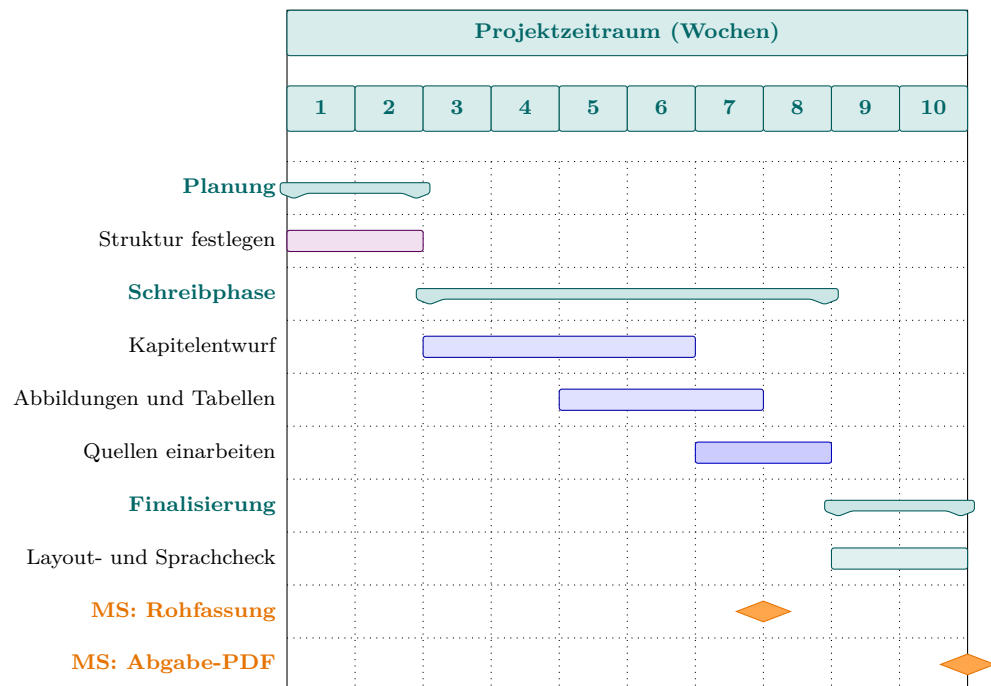 Projektzeitraum (Wochen)
1 2 3 4 5 6 7 8 9 10
Planung
Struktur festlegen
Schreibphase
Kapitelentwurf
Abbildungen und Tabellen
Quellen einarbeiten
Finalisierung
Layout- und Sprachcheck
MS: Rohfassung
MS: Abgabe-PDF